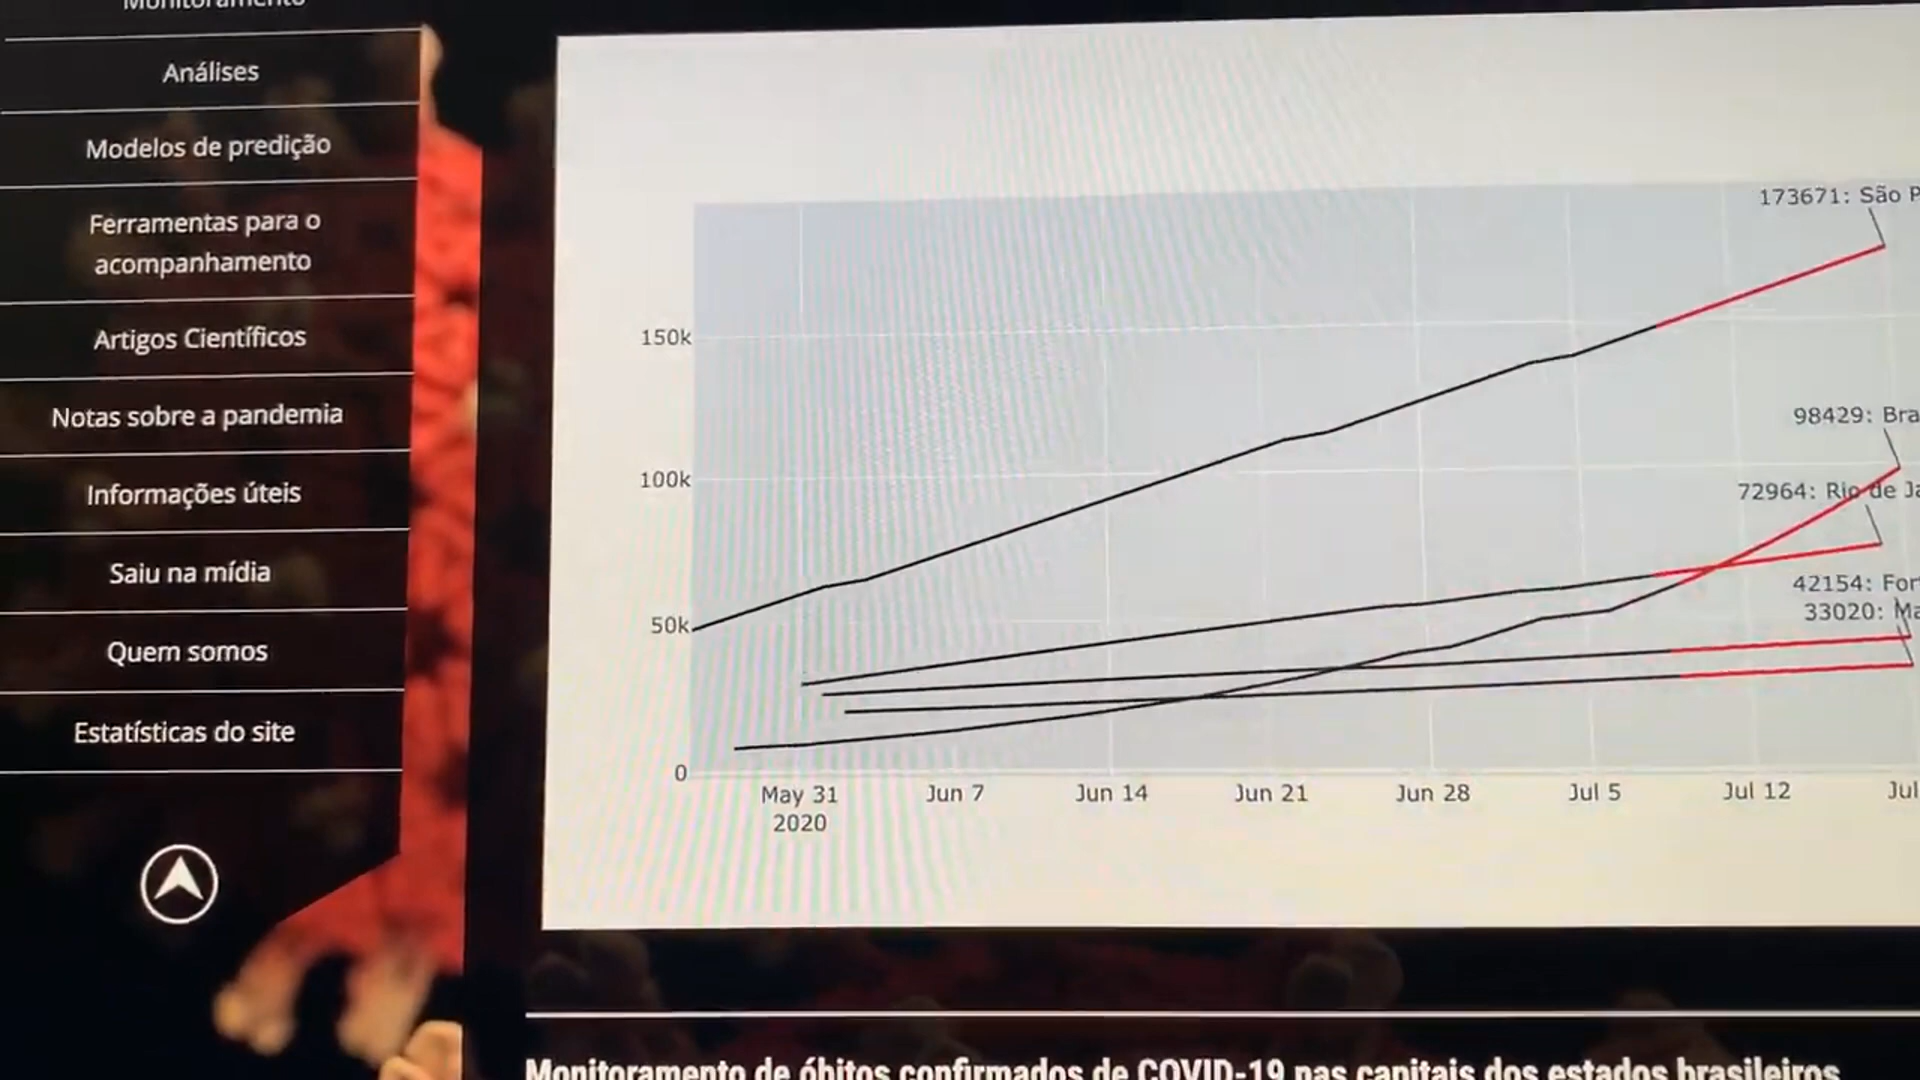 Monitoramento
Análises
Modelos de predição
Ferramentas para o
acompanhamento
Artigos Científicos
Notas sobre a pandemia
Informações úteis
Saiu na mídia
Quem somos
Estatísticas do site
173671: São P
150k
98429: Bra
100k
72964: Rio de Ja
42154: For
33020: Ma
50k
0
May 31
2020
Jun 7
Jun 14
Jun 21
Jun 28
Jul 5
Jul 12
Jul
Monitoramento de óbitos confirmados de COVID-19 nas capitais dos estados brasileiros